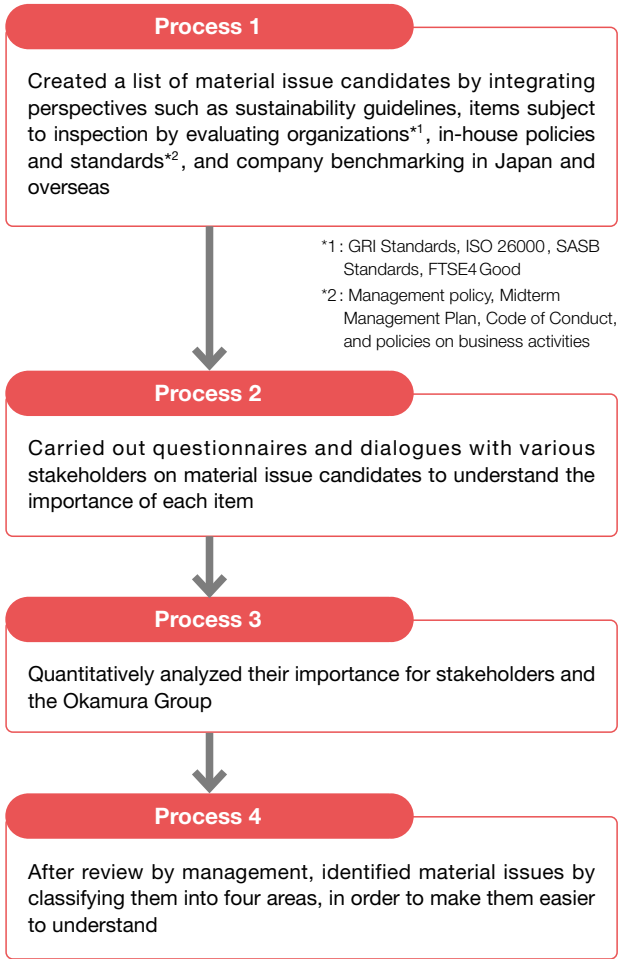 Process 1
Created a list of material issue candidates by integrating
perspectives such as sustainability guidelines, items subject
to inspection by evaluating organizations*1, in-house policies
and standards*2, and company benchmarking in Japan and
overseas
*1: GRI Standards, ISO 26000, SASB
Standards, FTSE4Good
*2: Management policy, Midterm
Management Plan, Code of Conduct,
and policies on business activities
Process 2
Carried out questionnaires and dialogues with various
stakeholders on material issue candidates to understand the
importance of each item
Process 3
Quantitatively analyzed their importance for stakeholders and
the Okamura Group
Process 4
After review by management, identified material issues by
classifying them into four areas, in order to make them easier
to understand